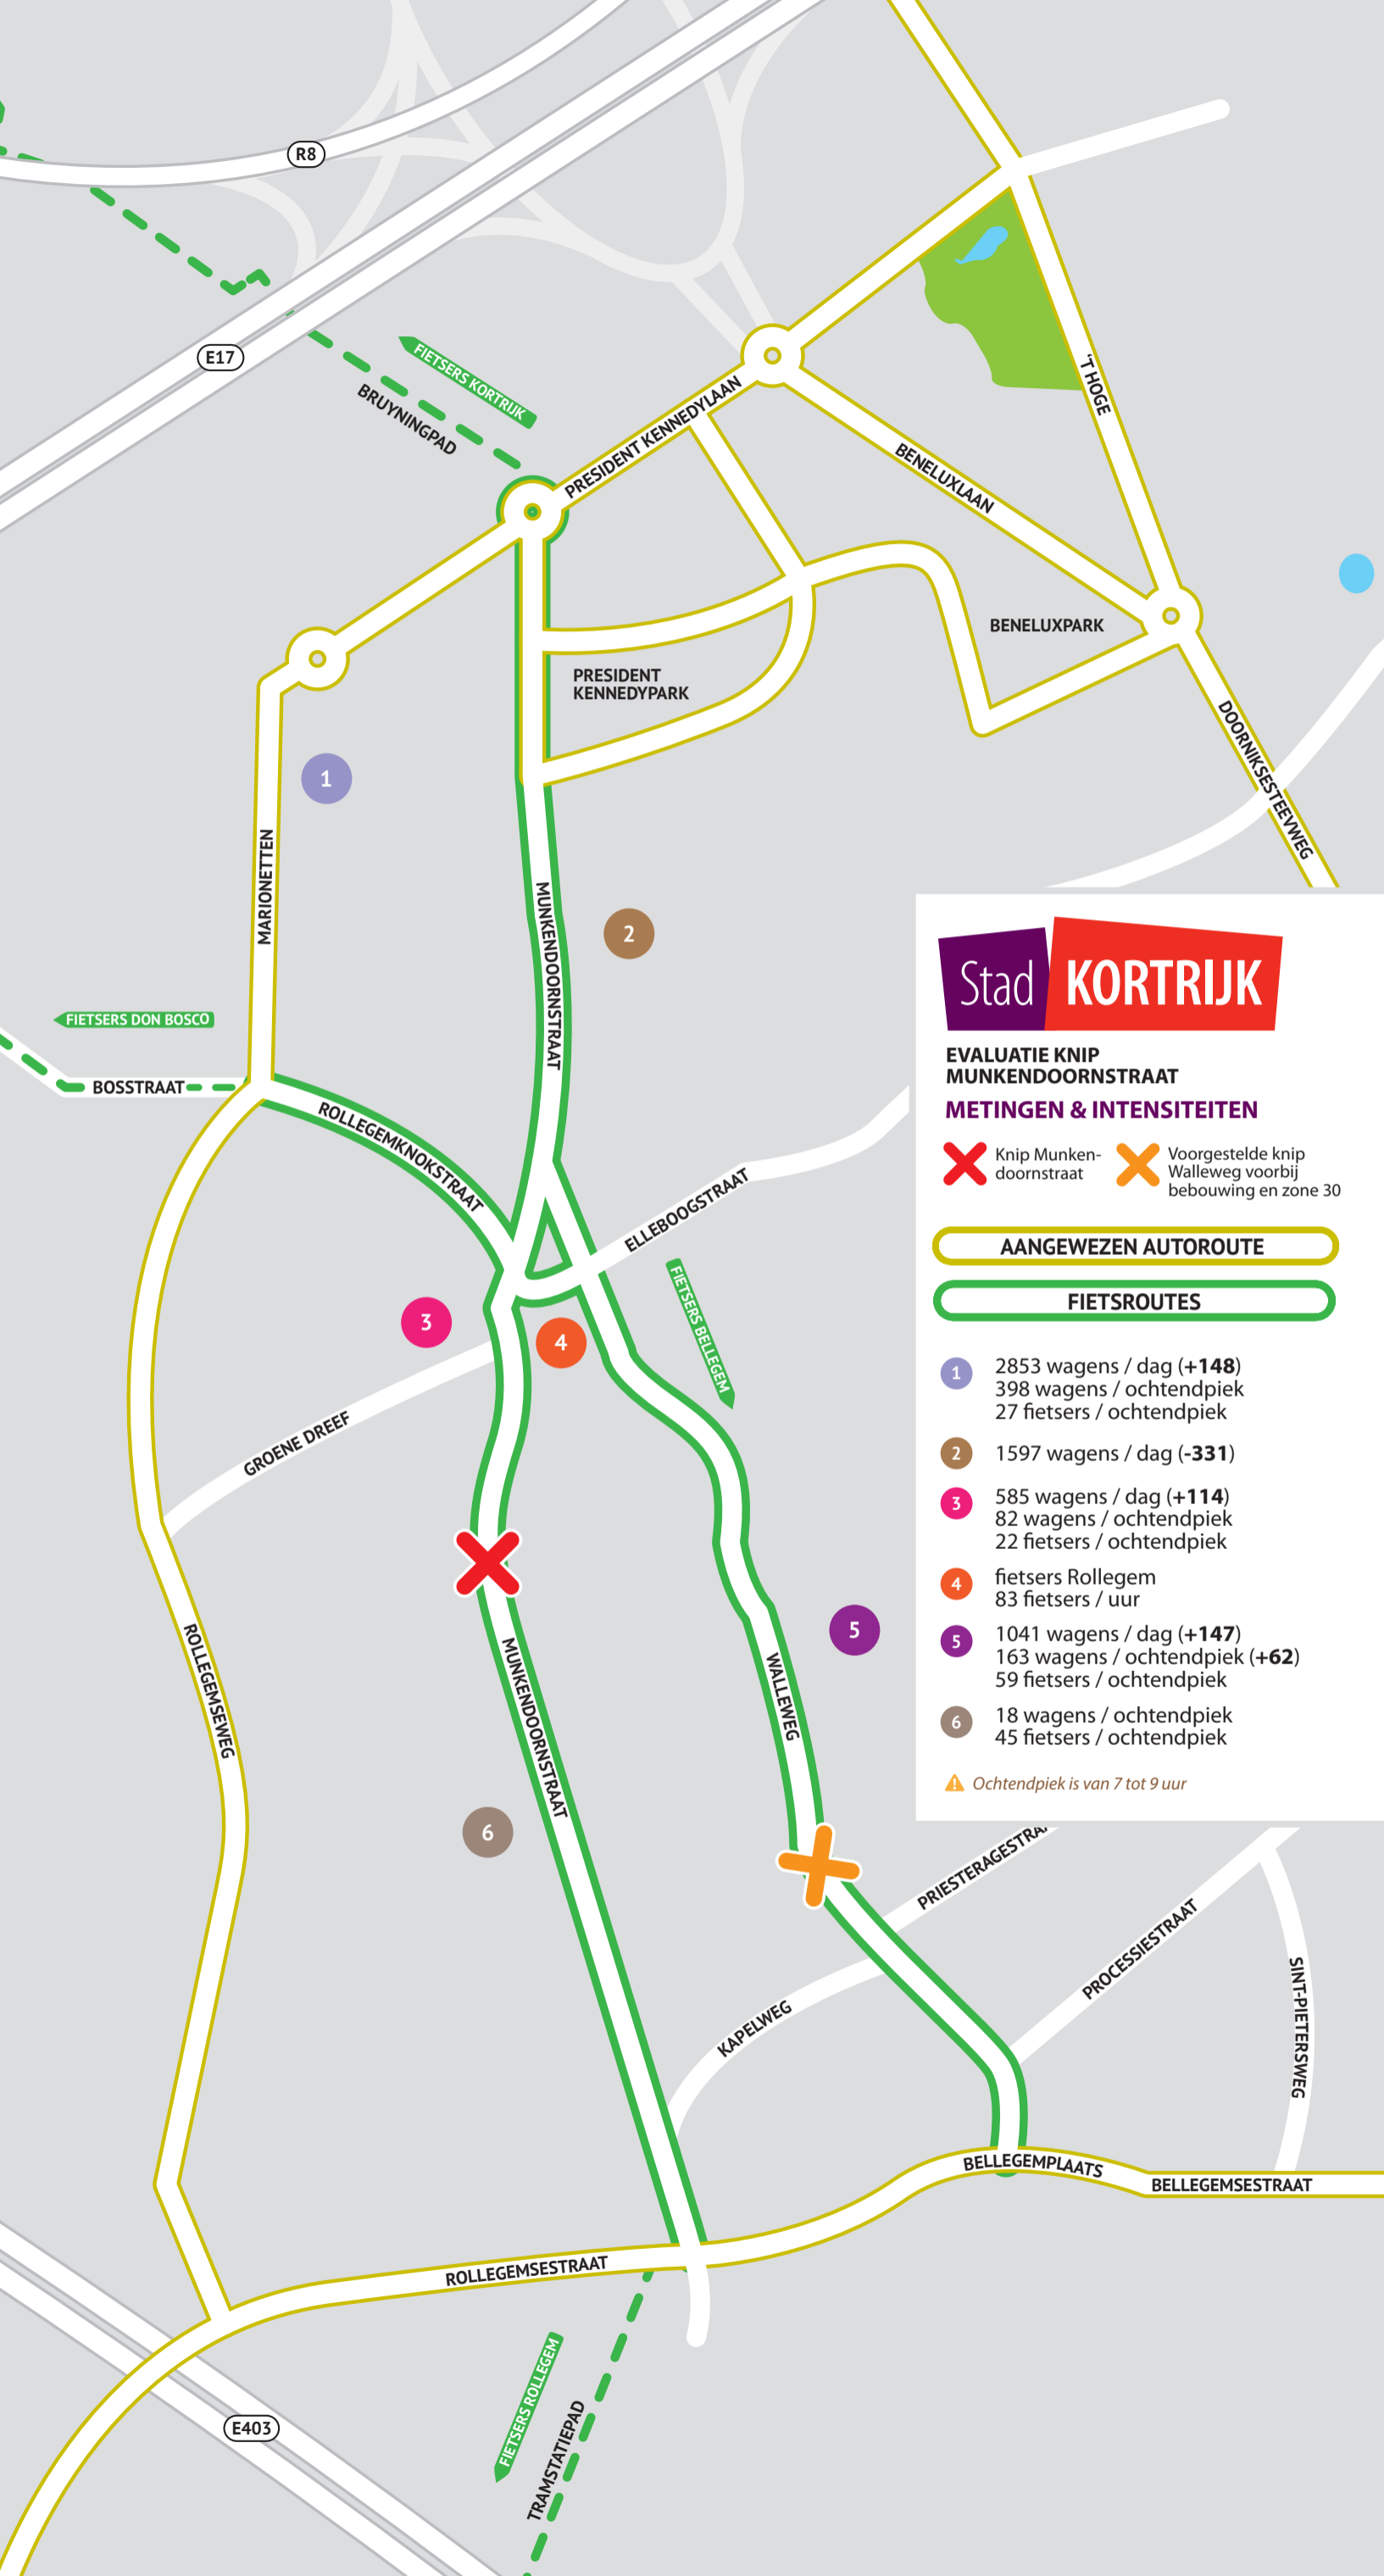 R8
E17
FIETSERS KORTRIJK
BRUYNINGPAD
PRESIDENT KENNEDYLAAN
'T HOGE
BENELUXLAAN
BENELUXPARK
PRESIDENT
KENNEDYPARK
DOORNIKSESTEEVWEG
1
MARIONETTEN
MUNKENDOORNSTRAAT
2
FIETSERS DON BOSCO
BOSSTRAAT
ROLLEGEMKNOKSTRAAT
ELLEBOOGSTRAAT
FIETSERS BELLEGEM
3
4
GROENE DREEF
ROLLEGEMSEWEG
MUNKENDOORNSTRAAT
WALLEWEG
5
6
Stad KORTRIJK
EVALUATIE KNIP
MUNKENDOORNSTRAAT
METINGEN & INTENSITEITEN
Knip Munken-
doornstraat
Voorgestelde knip
Walleweg voorbij
bebouwing en zone 30
AANGEWEZEN AUTOROUTE
FIETSROUTES
1 2853 wagens / dag (+148)
398 wagens / ochtendpiek
27 fietsers / ochtendpiek
2 1597 wagens / dag (-331)
3 585 wagens / dag (+114)
82 wagens / ochtendpiek
22 fietsers / ochtendpiek
4 fietsers Rollegem
83 fietsers / uur
5 1041 wagens / dag (+147)
163 wagens / ochtendpiek (+62)
59 fietsers / ochtendpiek
6 18 wagens / ochtendpiek
45 fietsers / ochtendpiek
Ochtendpiek is van 7 tot 9 uur
PRIESTERAGESTRA
PROCESSIESTRAAT
KAPELWEG
SINT-PIETERSWEG
BELLEGEMPLAATS
BELLEGEMSESTRAAT
ROLLEGEMSESTRAAT
FIETSERS ROLLEGEM
TRAMSTATIEPAD
E403